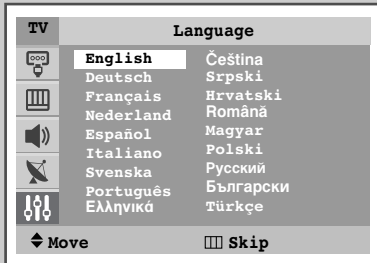 TV
Language
English
Deutsch
Français
Nederland
Español
Italiano
Svenska
Português
Ελληνικά
Čeština
Srpski
Hrvatski
Română
Magyar
Polski
Русский
Български
Türkçe
Move
Skip